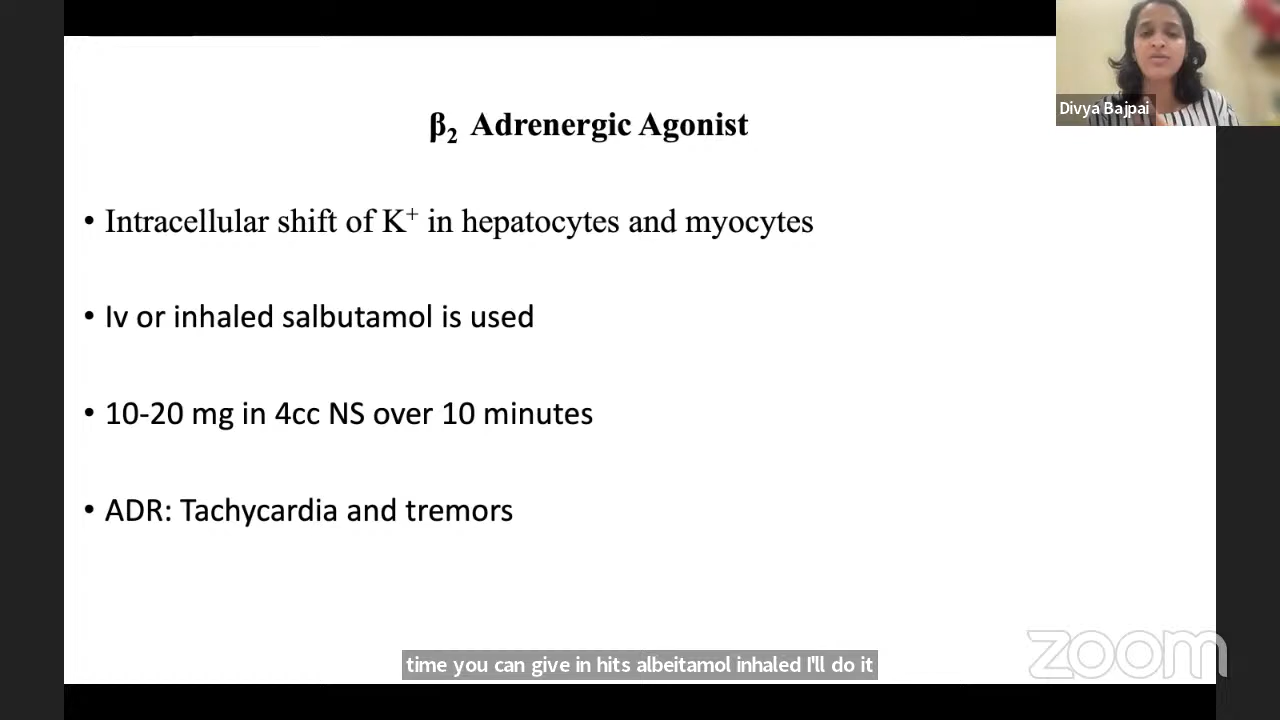 Divya Bajpai
β₂ Adrenergic Agonist
• Intracellular shift of K⁺ in hepatocytes and myocytes
• Iv or inhaled salbutamol is used
• 10-20 mg in 4cc NS over 10 minutes
• ADR: Tachycardia and tremors
time you can give in hits albeitamol inhaled I'll do it
zoom